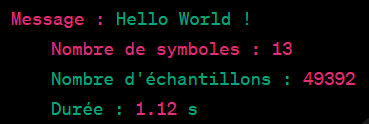 Message : Hello World !
Nombre de symboles : 13
Nombre d'échantillons : 49392
Durée : 1.12 s